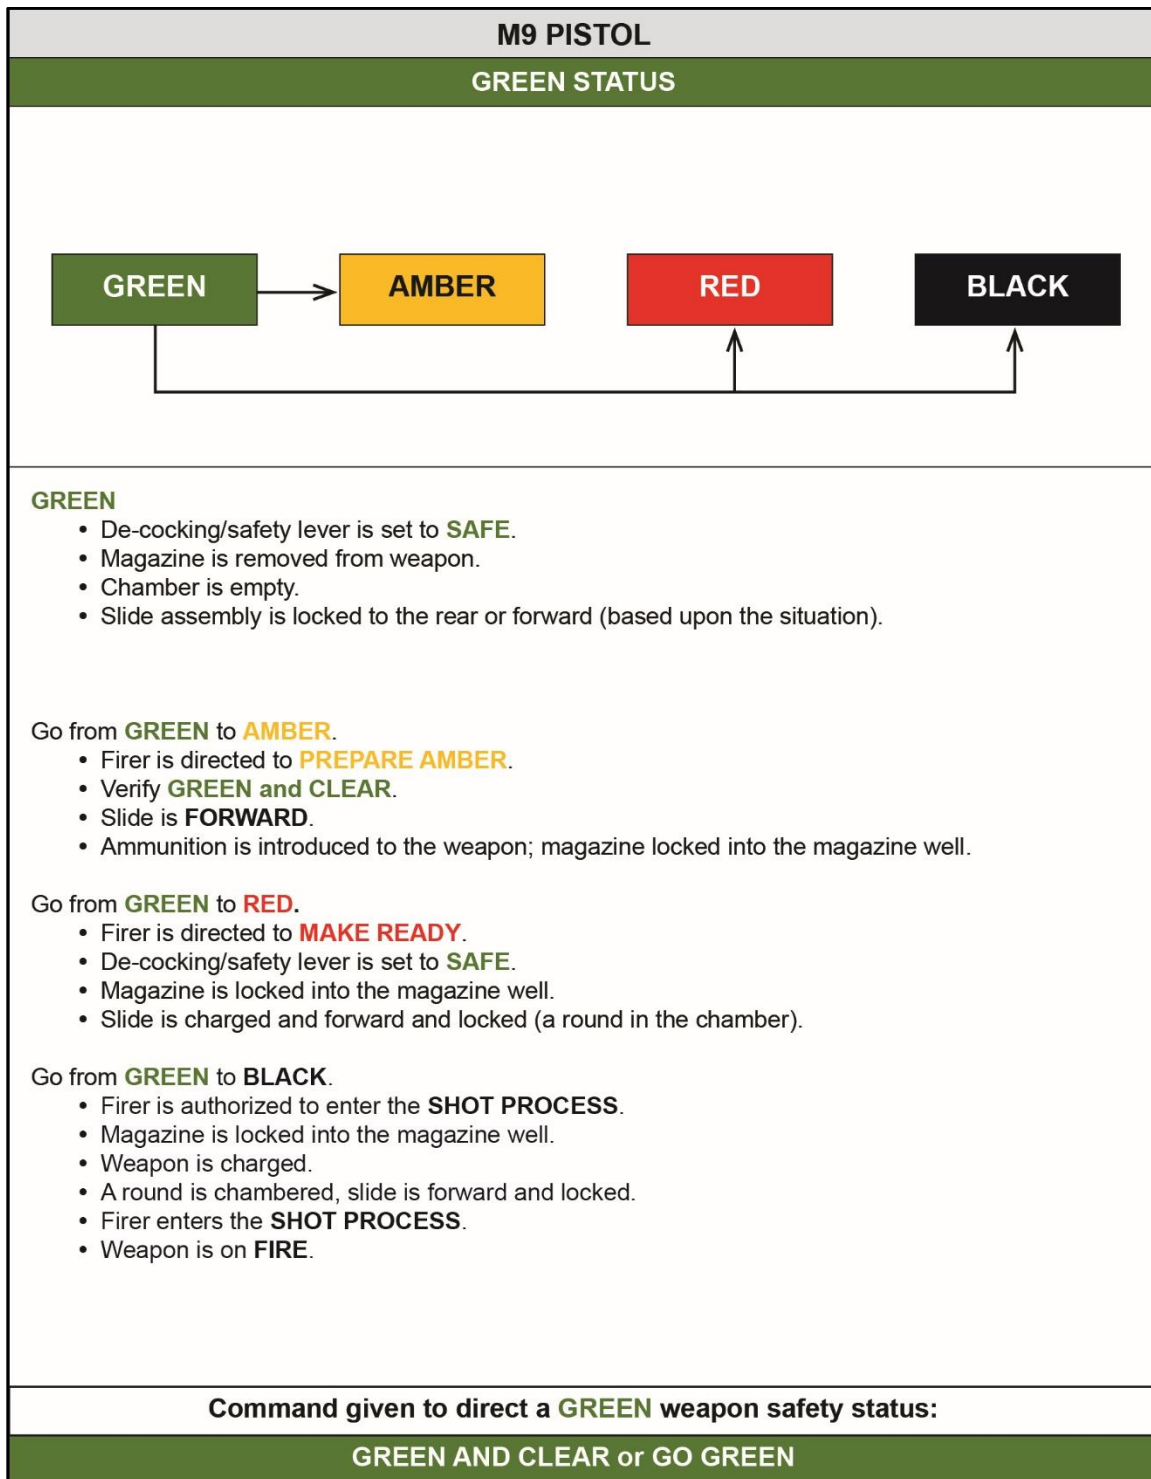 M9 PISTOL
GREEN STATUS
GREEN
AMBER
RED
BLACK
GREEN
• De-cocking/safety lever is set to SAFE.
• Magazine is removed from weapon.
• Chamber is empty.
• Slide assembly is locked to the rear or forward (based upon the situation).
Go from GREEN to AMBER.
• Firer is directed to PREPARE AMBER.
• Verify GREEN and CLEAR.
• Slide is FORWARD.
• Ammunition is introduced to the weapon; magazine locked into the magazine well.
Go from GREEN to RED.
• Firer is directed to MAKE READY.
• De-cocking/safety lever is set to SAFE.
• Magazine is locked into the magazine well.
• Slide is charged and forward and locked (a round in the chamber).
Go from GREEN to BLACK.
• Firer is authorized to enter the SHOT PROCESS.
• Magazine is locked into the magazine well.
• Weapon is charged.
• A round is chambered, slide is forward and locked.
• Firer enters the SHOT PROCESS.
• Weapon is on FIRE.
Command given to direct a GREEN weapon safety status:
GREEN AND CLEAR or GO GREEN